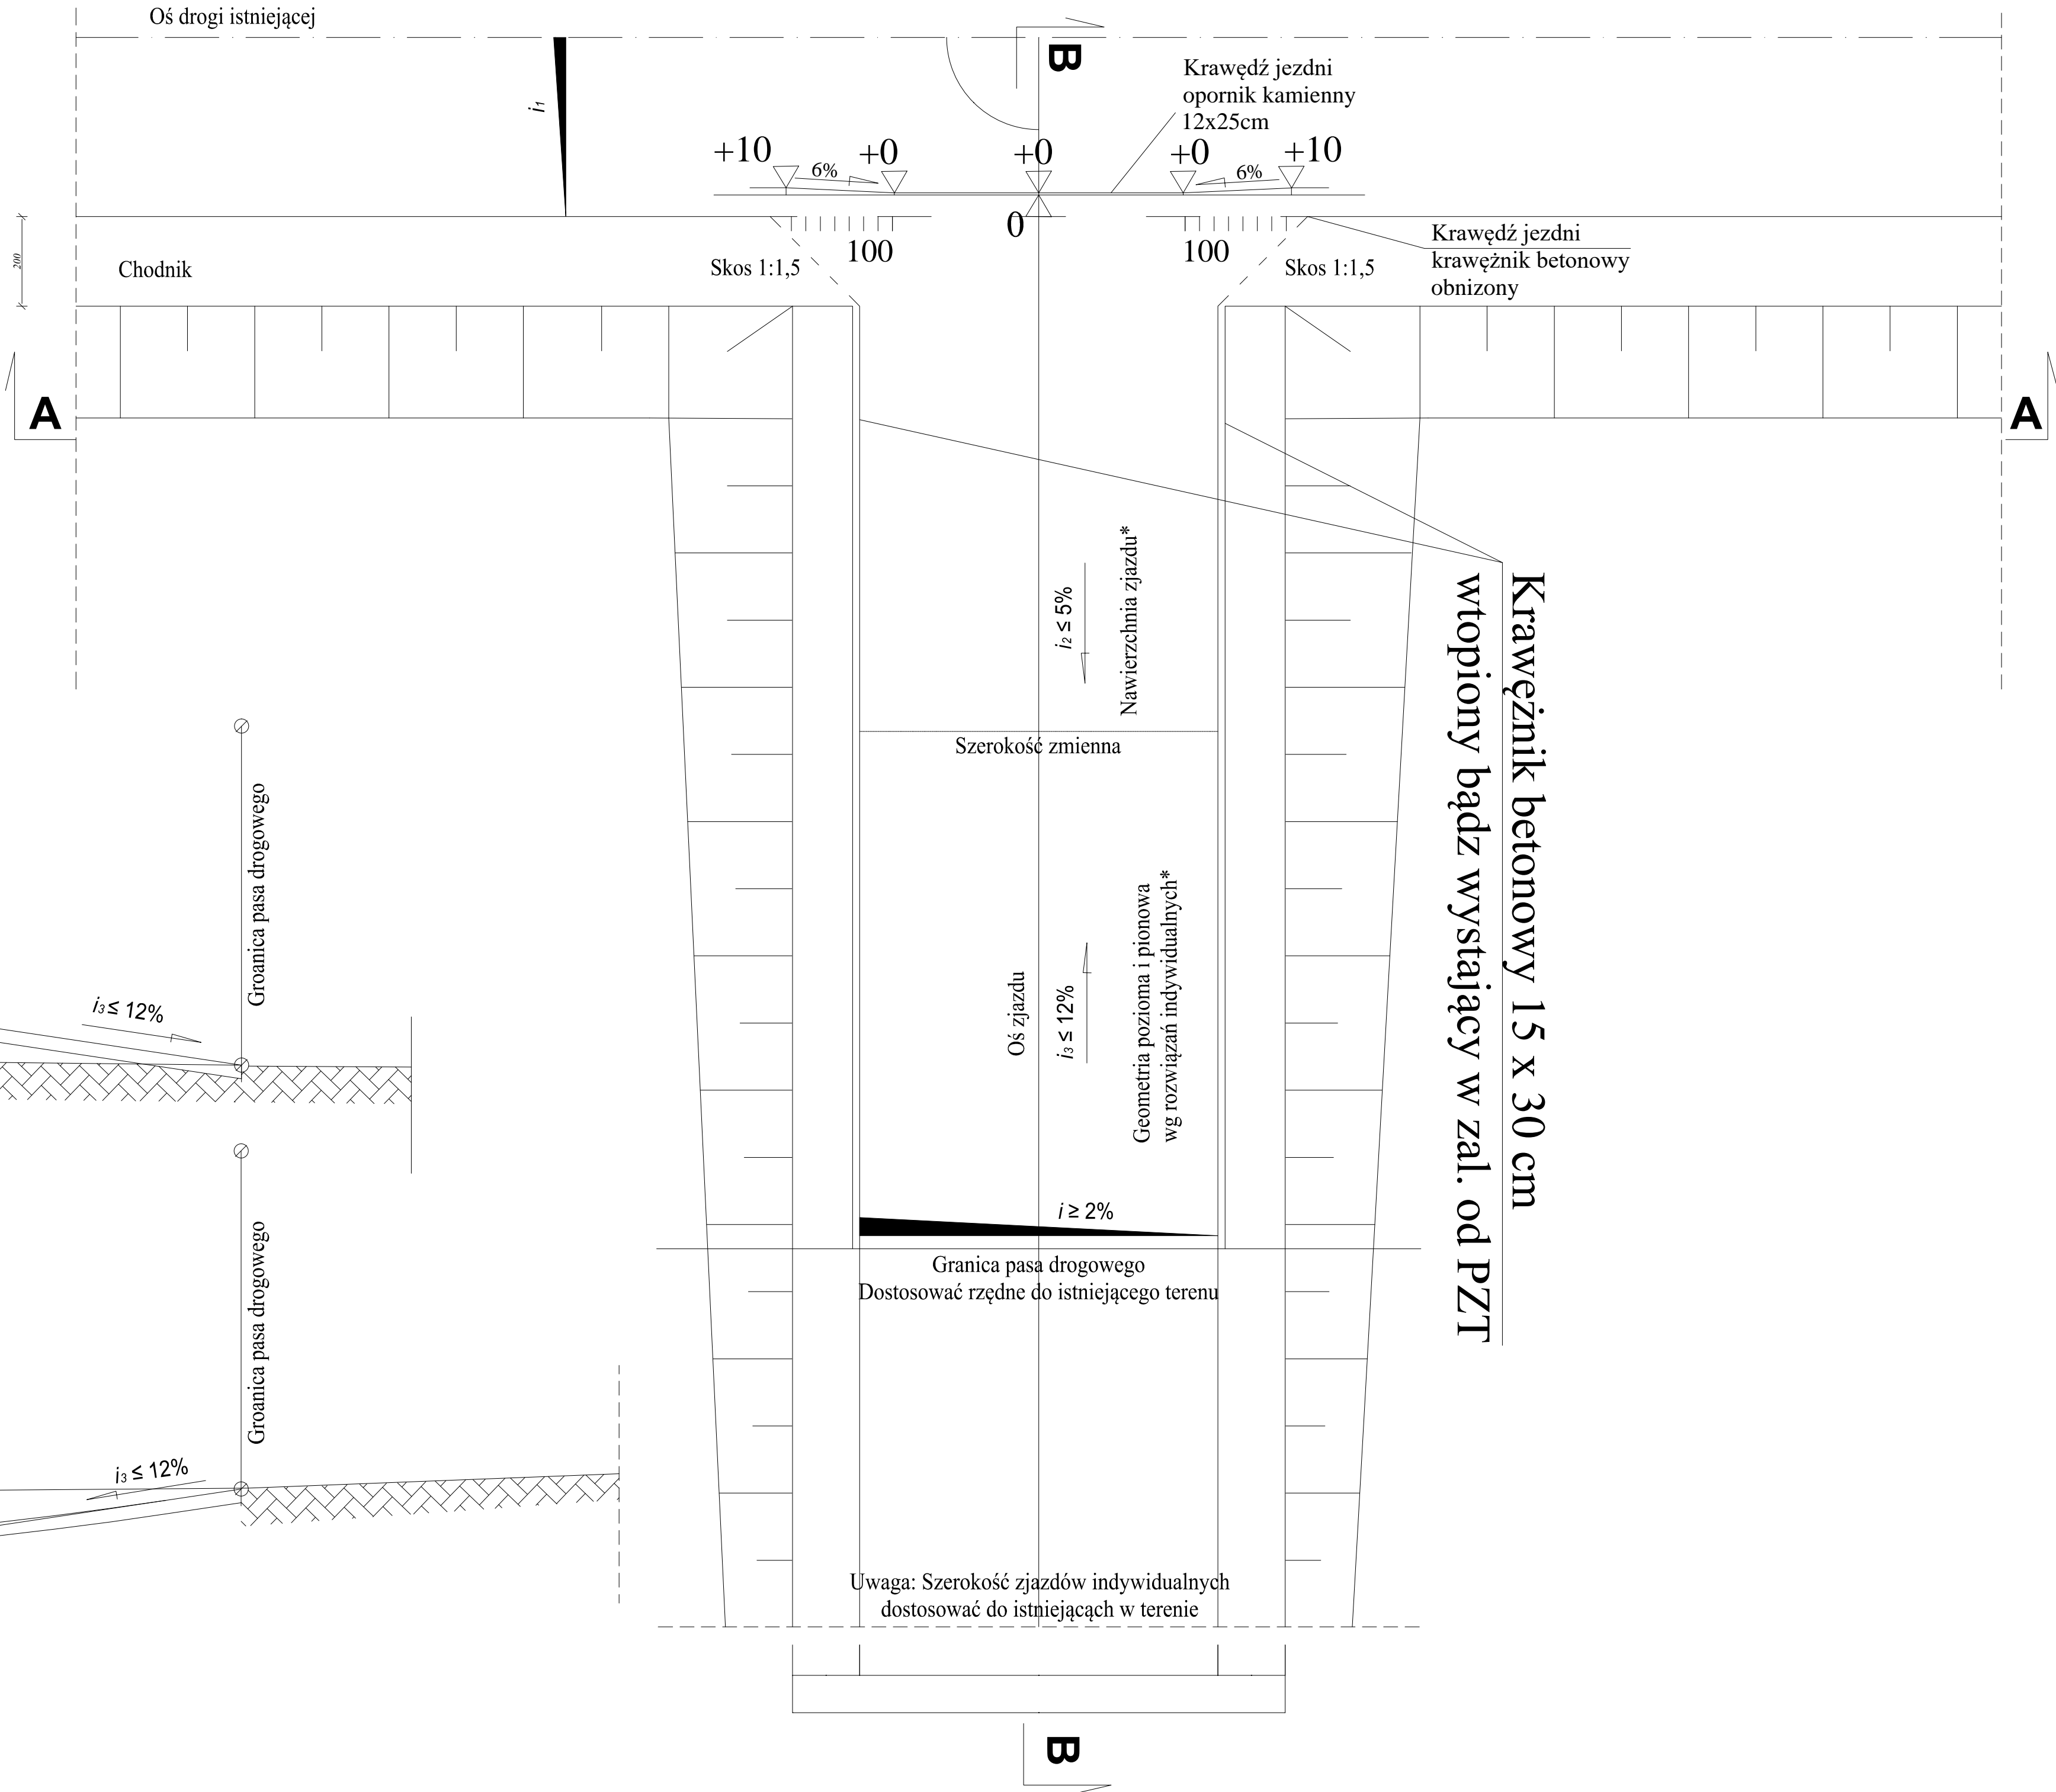 Oś drogi istniejącej
B
Krawędź jezdni
opornik kamienny
12x25cm
i1
+10
+0
+0
+0
+10
6%
6%
0
100
100
200
Chodnik
Skos 1:1,5
Skos 1:1,5
Krawędź jezdni
krawężnik betonowy
obnizony
A
A
i2 ≤ 5%
Nawierzchnia zjazdu*
Krawężnik betonowy 15 x 30 cm
wtopiony bądz wystający w zal. od PZT
Szerokość zmienna
Groanica pasa drogowego
i3 ≤ 12%
Oś zjazdu
i3 ≤ 12%
Geometria pozioma i pionowa
wg rozwiązań indywidualnych*
i ≥ 2%
Granica pasa drogowego
Dostosować rzędne do istniejącego terenu
Groanica pasa drogowego
i3 ≤ 12%
Uwaga: Szerokość zjazdów indywidualnych
dostosować do istniejącąch w terenie
B